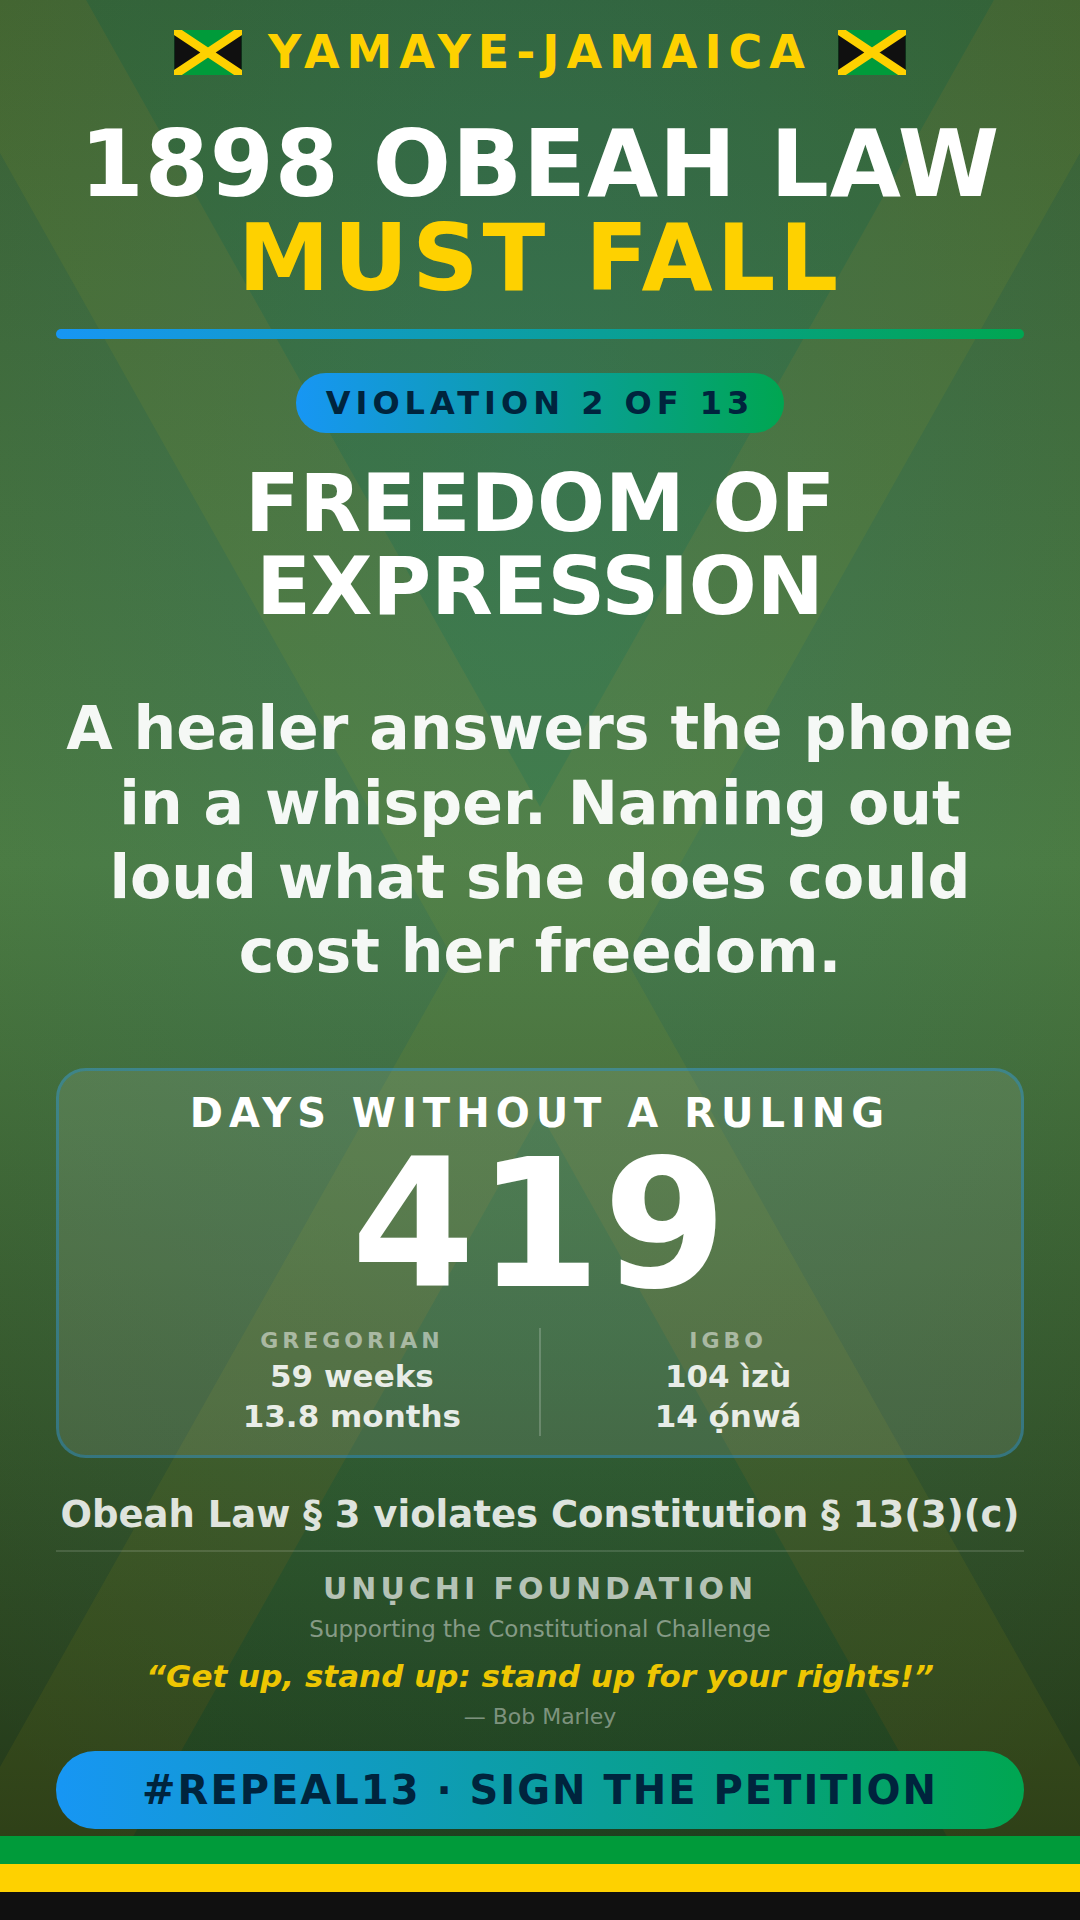 YAMAYE-JAMAICA
1898 OBEAH LAW
MUST FALL
VIOLATION 2 OF 13
FREEDOM OF
EXPRESSION
A healer answers the phone
in a whisper. Naming out
loud what she does could
cost her freedom.
DAYS WITHOUT A RULING
419
GREGORIAN
59 weeks
13.8 months
IGBO
104 ìzù
14 ọ́nwá
Obeah Law § 3 violates Constitution § 13(3)(c)
UNỤCHI FOUNDATION
Supporting the Constitutional Challenge
“Get up, stand up: stand up for your rights!”
— Bob Marley
#REPEAL13 · SIGN THE PETITION